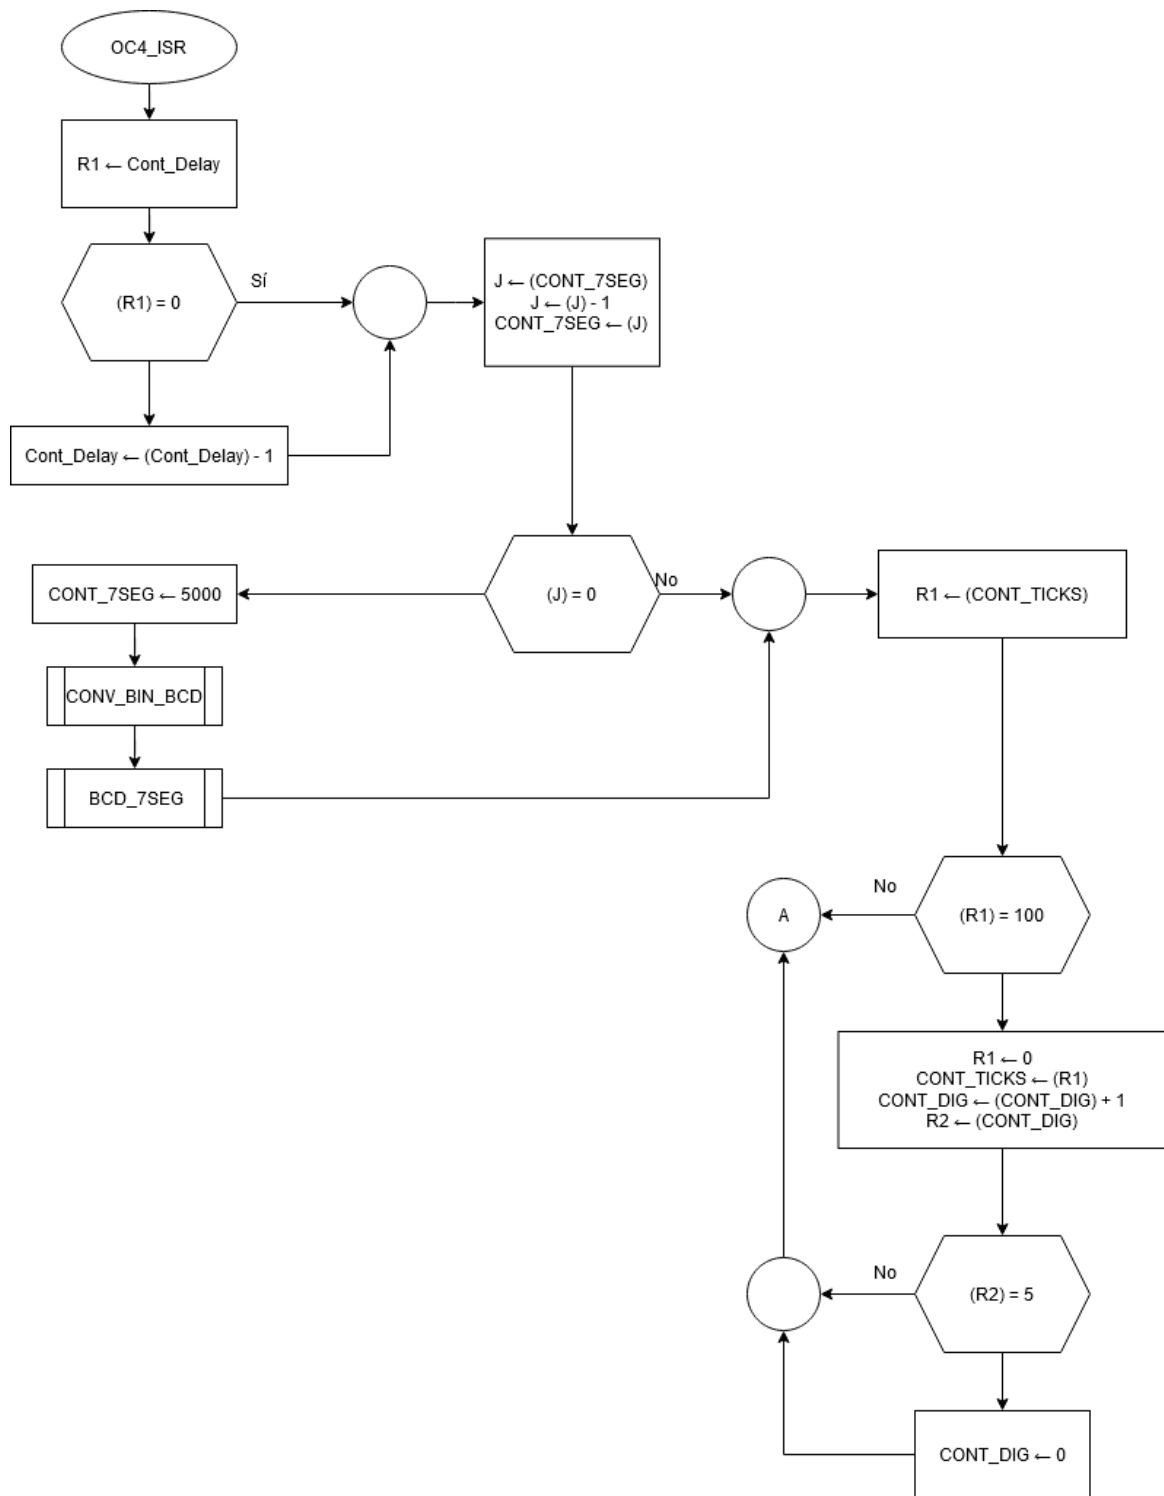 OC4_ISR
R1 ← Cont_Delay
(R1) = 0
Sí
Cont_Delay ← (Cont_Delay) - 1
J ← (CONT_7SEG)
J ← (J) - 1
CONT_7SEG ← (J)
(J) = 0
No
CONT_7SEG ← 5000
CONV_BIN_BCD
BCD_7SEG
R1 ← (CONT_TICKS)
(R1) = 100
No
A
R1 ← 0
CONT_TICKS ← (R1)
CONT_DIG ← (CONT_DIG) + 1
R2 ← (CONT_DIG)
(R2) = 5
No
CONT_DIG ← 0